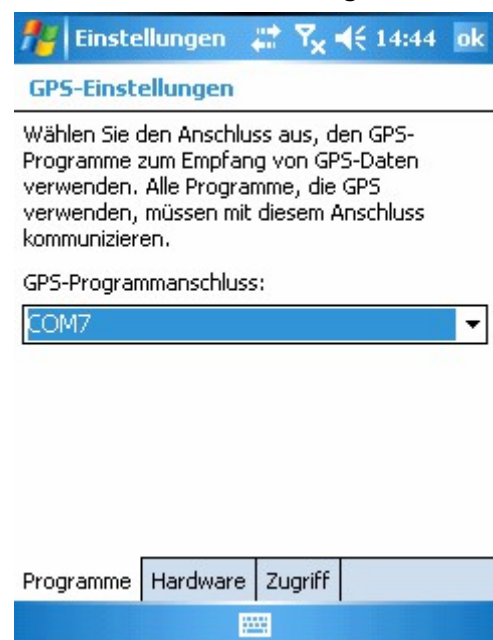 Einstellungen 14:44 ok
GPS-Einstellungen
Wählen Sie den Anschluss aus, den GPS-
Programme zum Empfang von GPS-Daten
verwenden. Alle Programme, die GPS
verwenden, müssen mit diesem Anschluss
kommunizieren.
GPS-Programmanschluss:
COM7
Programme Hardware Zugriff